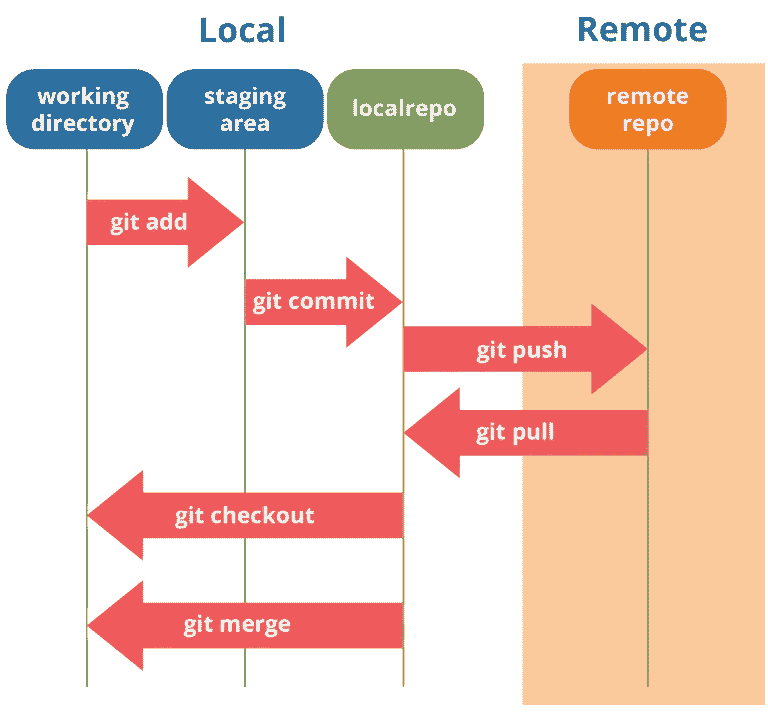 Local
Remote
working
directory
staging
area
localrepo
remote
repo
git add
git commit
git push
git pull
git checkout
git merge